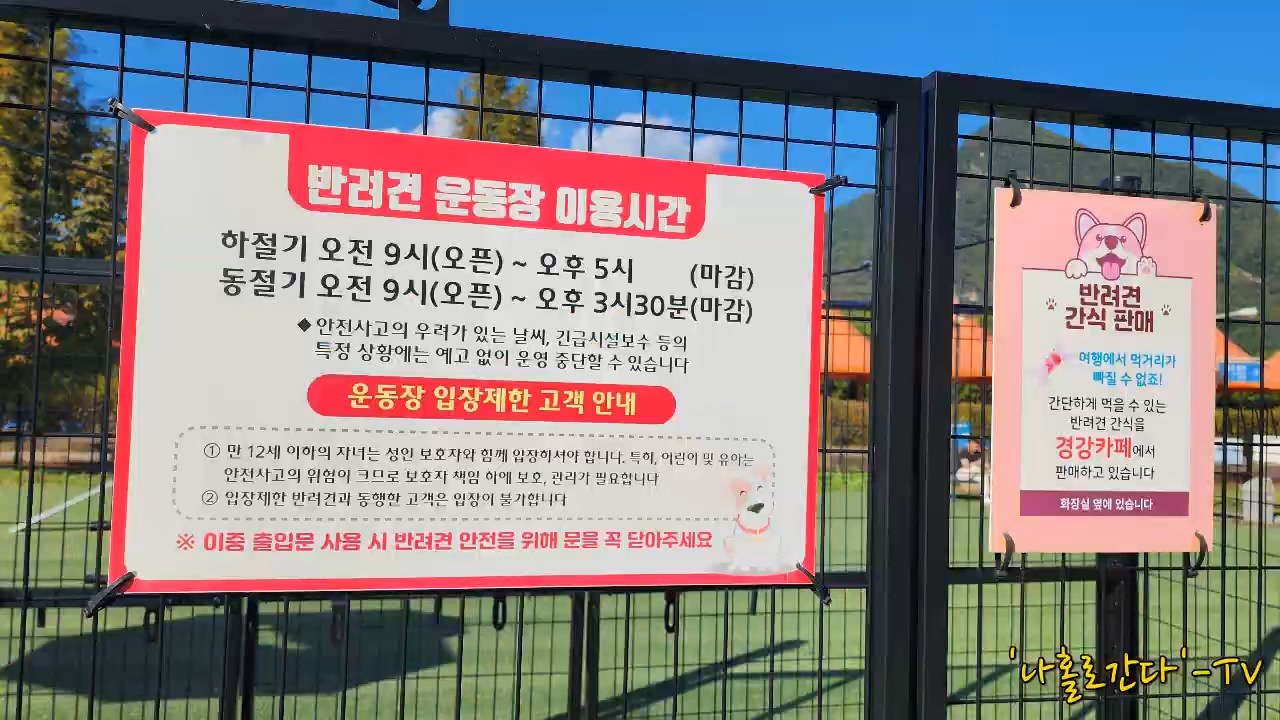 반려견 운동장 이용시간
하절기 오전 9시(오픈) ~ 오후 5시 (마감)
동절기 오전 9시(오픈) ~ 오후 3시30분(마감)
◆ 안전사고의 우려가 있는 날씨, 긴급시설보수 등의
특정 상황에는 예고 없이 운영 중단할 수 있습니다
운동장 입장제한 고객 안내
① 만 12세 이하의 자녀는 성인 보호자와 함께 입장하셔야 합니다. 특히, 어린이 및 유아는
안전사고의 위험이 크므로 보호자 책임 하에 보호, 관리가 필요합니다
② 입장제한 반려견과 동행한 고객은 입장이 불가합니다
※ 이중 출입문 사용 시 반려견 안전을 위해 문을 꼭 닫아주세요
반려견
간식 판매
여행에서 먹거리가
빠질 수 없죠!
간단하게 먹을 수 있는
반려견 간식을
경강카페에서
판매하고 있습니다
화장실 옆에 있습니다
'나홀로간다'-TV